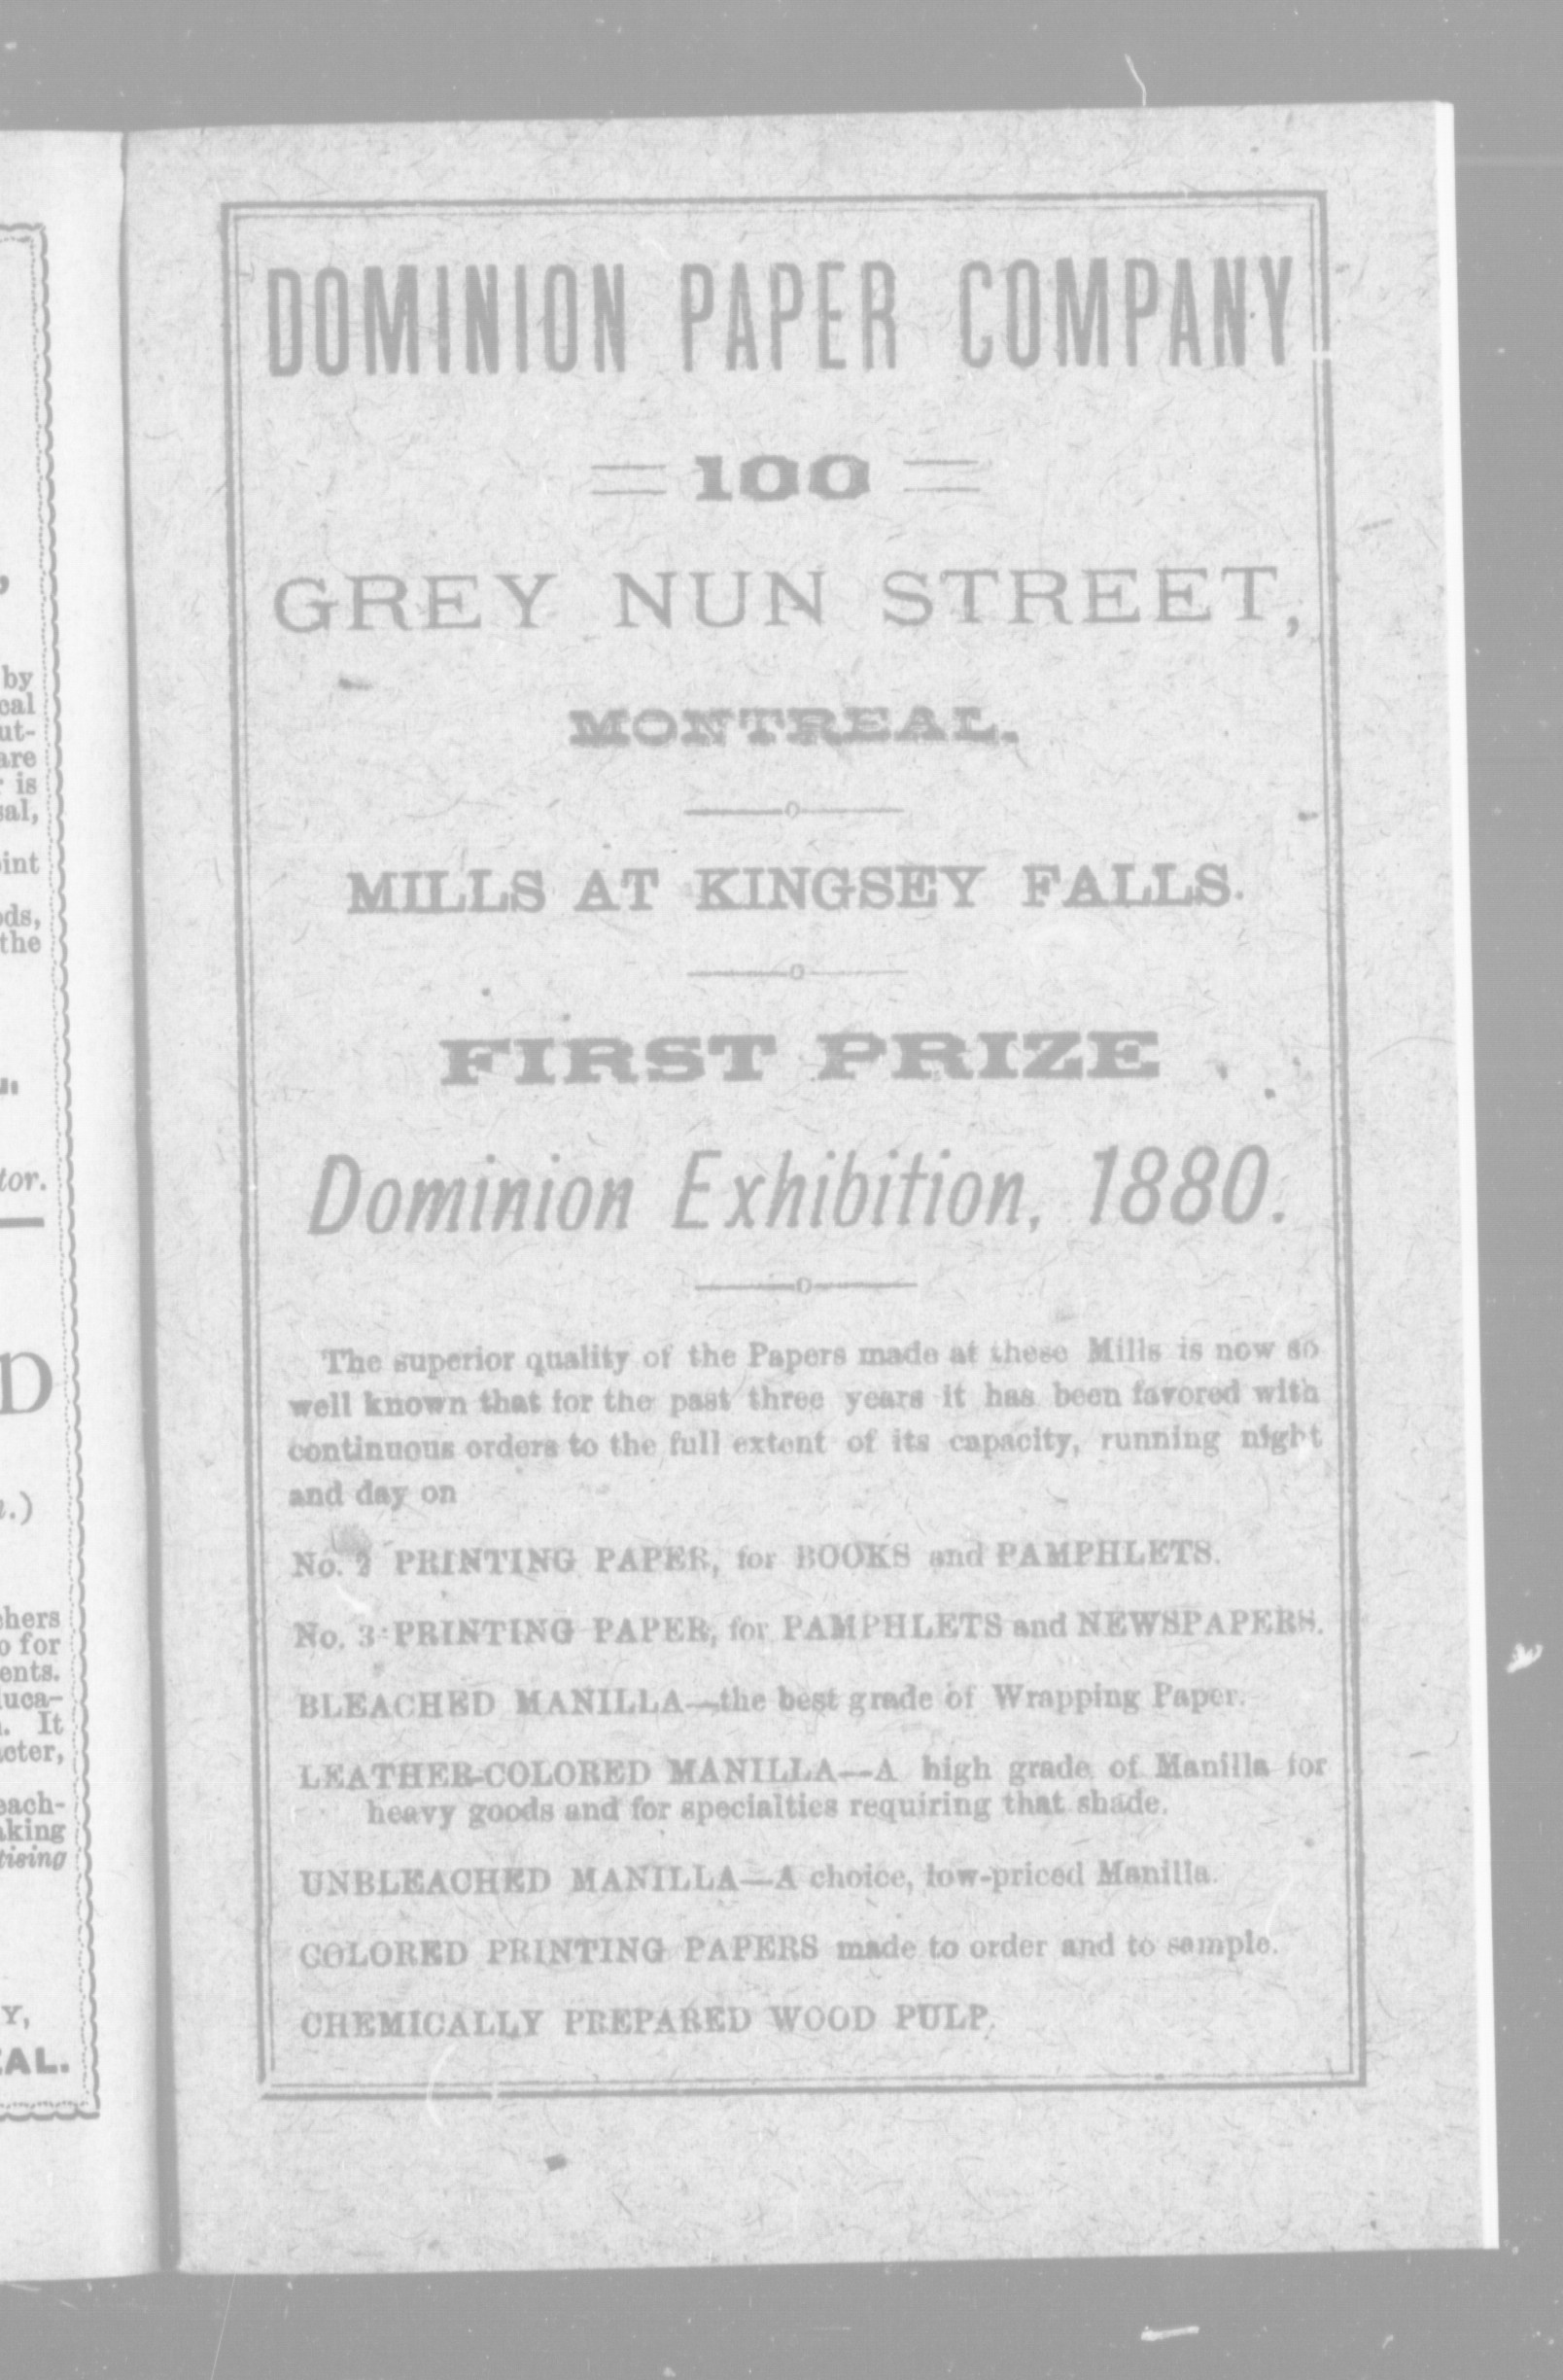 DOMINION PAPER COMPANY
100
GREY NUN STREET,
MONTREAL.
MILLS AT KINGSEY FALLS.
FIRST PRIZE
Dominion Exhibition, 1880.
The superior quality of the Papers made at these Mills is now so
well known that for the past three years it has been favored with
continuous orders to the full extent of its capacity, running night
and day on
No. 2 PRINTING PAPER, for BOOKS and PAMPHLETS.
No. 3 PRINTING PAPER, for PAMPHLETS and NEWSPAPERS.
BLEACHED MANILLA—the best grade of Wrapping Paper.
LEATHER-COLORED MANILLA—A high grade of Manilla for
heavy goods and for specialties requiring that shade.
UNBLEACHED MANILLA—A choice, low-priced Manilla.
COLORED PRINTING PAPERS made to order and to sample.
CHEMICALLY PREPARED WOOD PULP.